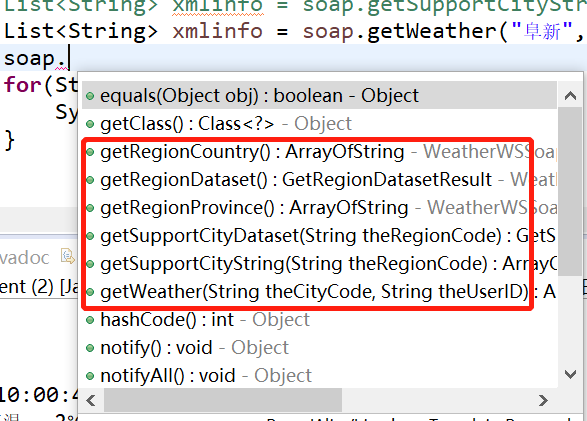 List<String> xmlinfo = soap.getSupportCityStr
List<String> xmlinfo = soap.getWeather("阜新",
soap.
for(St
Sy
}
equals(Object obj) : boolean - Object
getClass() : Class<?> - Object
getRegionCountry() : ArrayOfString - WeatherWSSoa
getRegionDataset() : GetRegionDatasetResult - Weath
getRegionProvince() : ArrayOfString - WeatherWSSoa
getSupportCityDataset(String theRegionCode) : GetS
getSupportCityString(String theRegionCode) : ArrayO
getWeather(String theCityCode, String theUserID) : A
hashCode() : int - Object
notify() : void - Object
notifyAll() : void - Object
vadoc
ent (2) [Ja
10:00:4